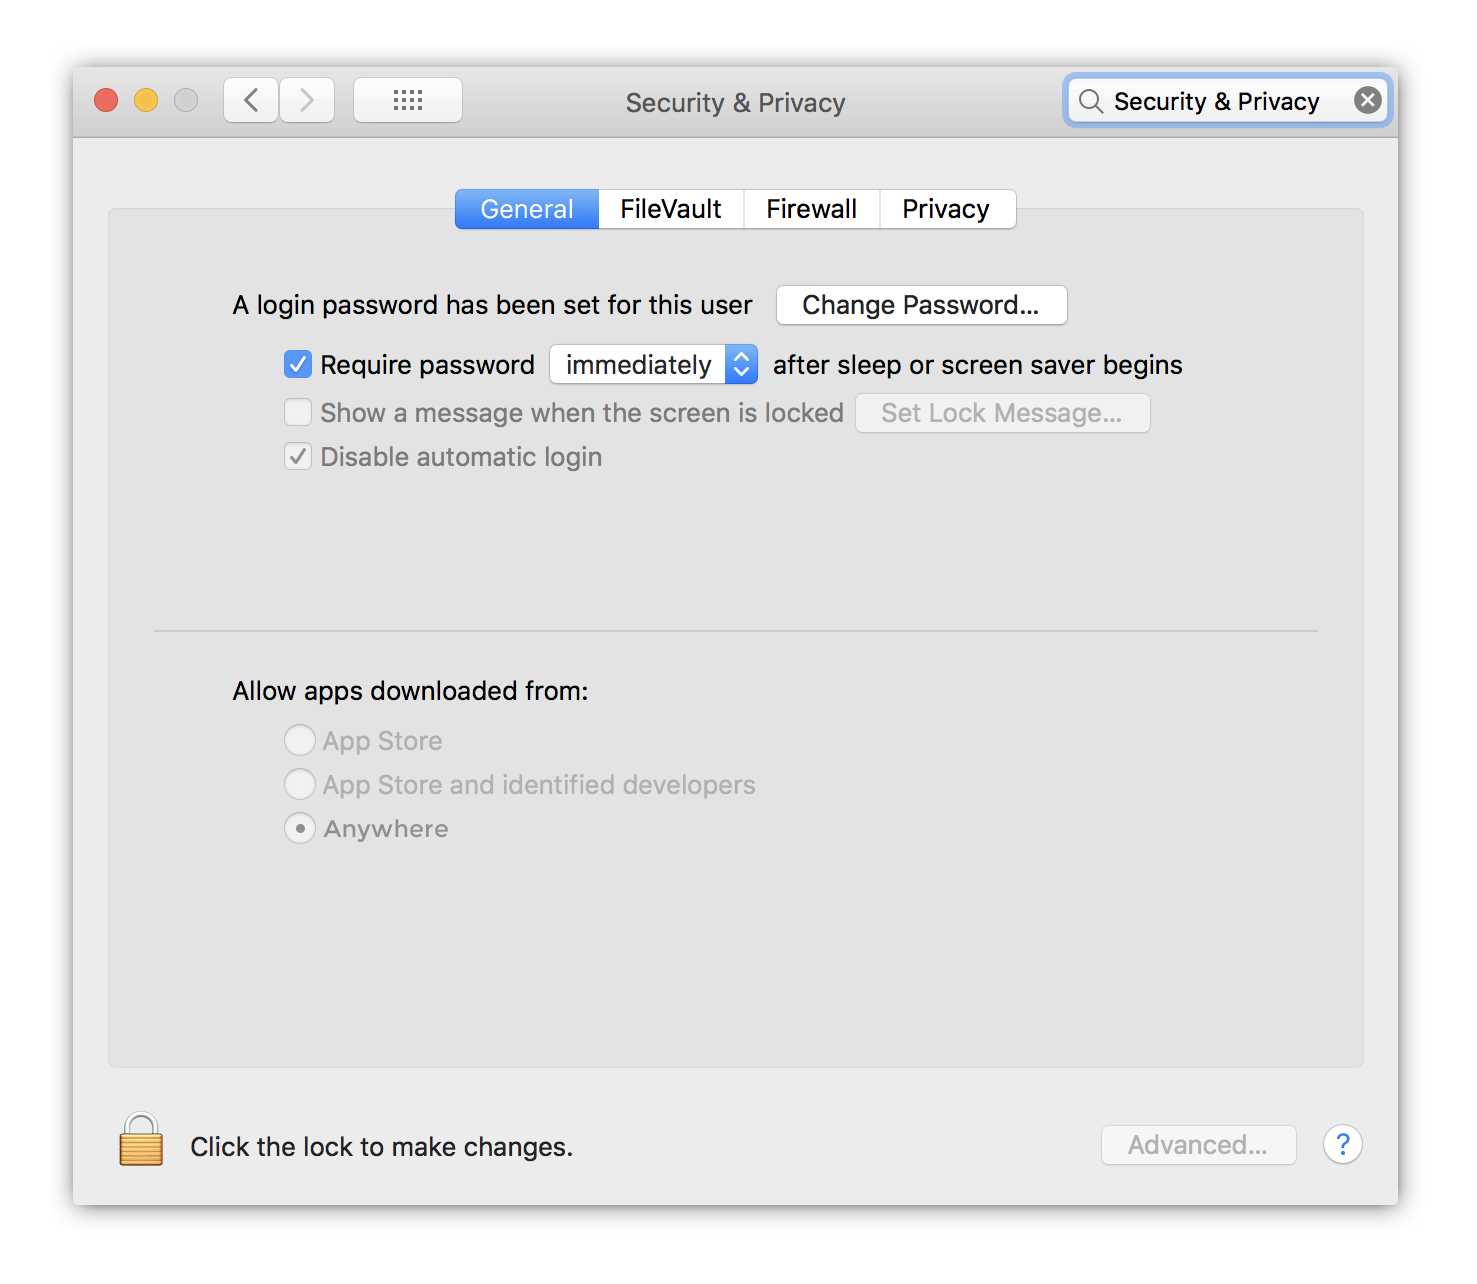 Security & Privacy
Security & Privacy
General FileVault Firewall Privacy
A login password has been set for this user Change Password...
Require password immediately after sleep or screen saver begins
Show a message when the screen is locked Set Lock Message...
Disable automatic login
Allow apps downloaded from:
App Store
App Store and identified developers
Anywhere
Click the lock to make changes. Advanced... ?